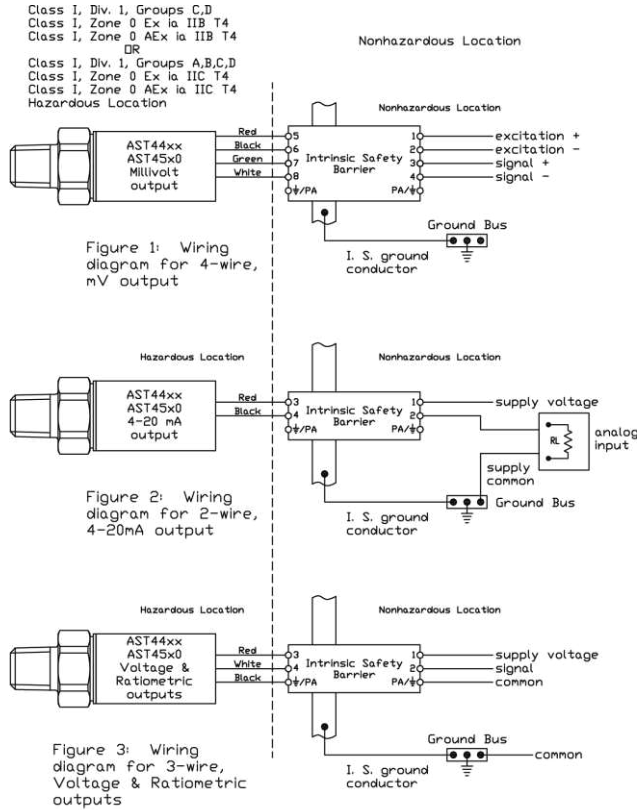 Class I, Div. 1, Groups C,D
Class I, Zone 0 Ex ia IIB T4
Class I, Zone 0 AEx ia IIB T4
OR
Class I, Div. 1, Groups A,B,C,D
Class I, Zone 0 Ex ia IIC T4
Class I, Zone 0 AEx ia IIC T4
Hazardous Location
Nonhazardous Location
Nonhazardous Location
AST44xx
AST45x0
Millivolt
output
Red
Black
Green
White
5
6
7
8
⏚/PA
Intrinsic Safety
Barrier
1
2
3
4
PA/⏚
excitation +
excitation -
signal +
signal -
Ground Bus
I. S. ground
conductor
Figure 1: Wiring
diagram for 4-wire,
mV output
Hazardous Location
Nonhazardous Location
AST44xx
AST45x0
4-20 mA
output
Red
Black
3
4
⏚/PA
Intrinsic Safety
Barrier
1
2
PA/⏚
supply voltage
RL
analog
input
supply
common
Ground Bus
I. S. ground
conductor
Figure 2: Wiring
diagram for 2-wire,
4-20mA output
Hazardous Location
Nonhazardous Location
AST44xx
AST45x0
Voltage &
Ratiometric
outputs
Red
White
Black
3
4
⏚/PA
Intrinsic Safety
Barrier
1
2
PA/⏚
supply voltage
signal
common
Ground Bus
common
I. S. ground
conductor
Figure 3: Wiring
diagram for 3-wire,
Voltage & Ratiometric
outputs